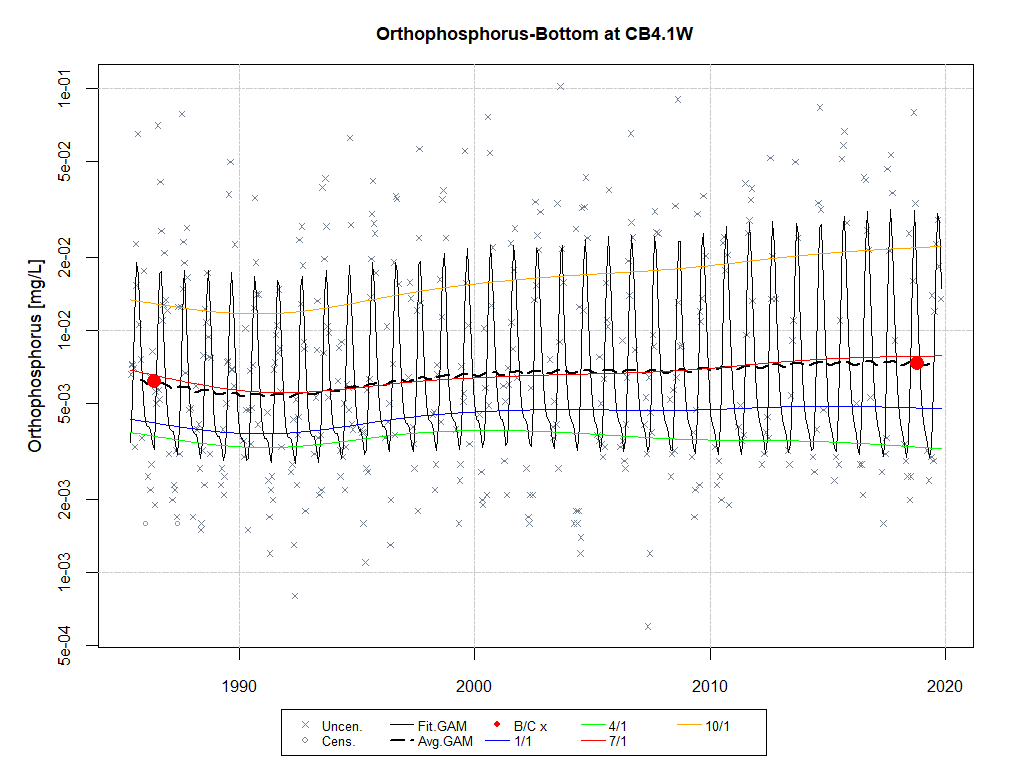 Orthophosphorus-Bottom at CB4.1W
Orthophosphorus [mg/L]
1e-01
5e-02
2e-02
1e-02
5e-03
2e-03
1e-03
5e-04
1990 2000 2010 2020
Uncen. Fit.GAM B/C x 4/1 10/1
Cens. Avg.GAM 1/1 7/1